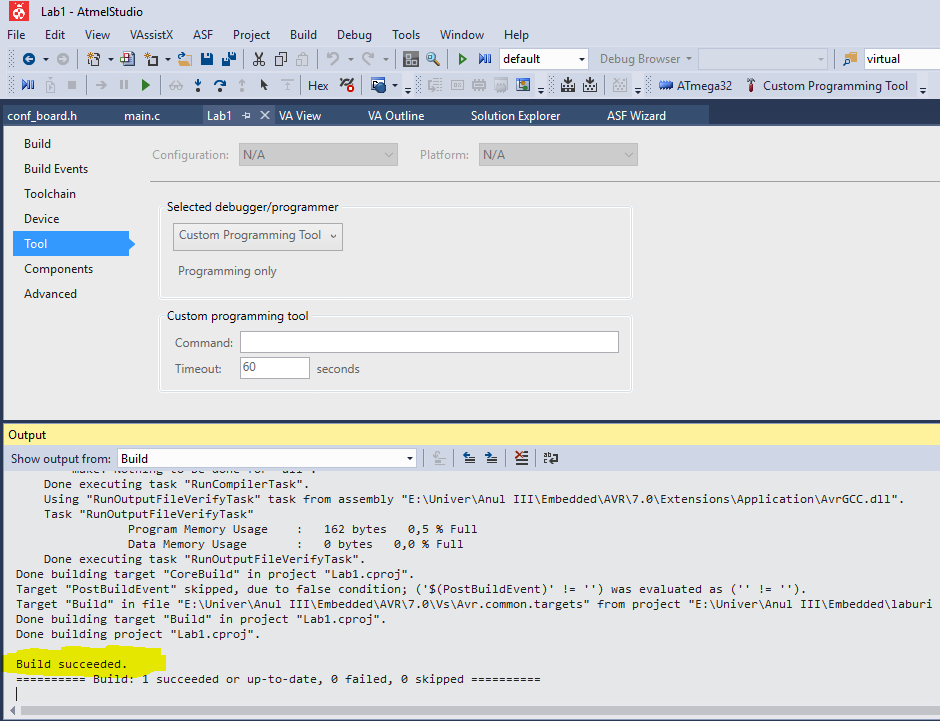 Lab1 - AtmelStudio
File Edit View VAssistX ASF Project Build Debug Tools Window Help
default Debug Browser virtual
Hex ATmega32 Custom Programming Tool
conf_board.h main.c Lab1 VA View VA Outline Solution Explorer ASF Wizard
Build
Configuration: N/A Platform: N/A
Build Events
Toolchain
Device
Tool
Components
Advanced
Selected debugger/programmer
Custom Programming Tool
Programming only
Custom programming tool
Command:
Timeout: 60 seconds
Output
Show output from: Build
make: Nothing to be done for 'all'.
Done executing task "RunCompilerTask".
Using "RunOutputFileVerifyTask" task from assembly "E:\Univer\Anul III\Embedded\AVR\7.0\Extensions\Application\AvrGCC.dll".
Task "RunOutputFileVerifyTask"
Program Memory Usage : 162 bytes 0,5 % Full
Data Memory Usage : 0 bytes 0,0 % Full
Done executing task "RunOutputFileVerifyTask".
Done building target "CoreBuild" in project "Lab1.cproj".
Target "PostBuildEvent" skipped, due to false condition; ('$(PostBuildEvent)' != '') was evaluated as ('' != '').
Target "Build" in file "E:\Univer\Anul III\Embedded\AVR\7.0\Vs\Avr.common.targets" from project "E:\Univer\Anul III\Embedded\laburi
Done building target "Build" in project "Lab1.cproj".
Done building project "Lab1.cproj".
Build succeeded.
========== Build: 1 succeeded or up-to-date, 0 failed, 0 skipped ==========